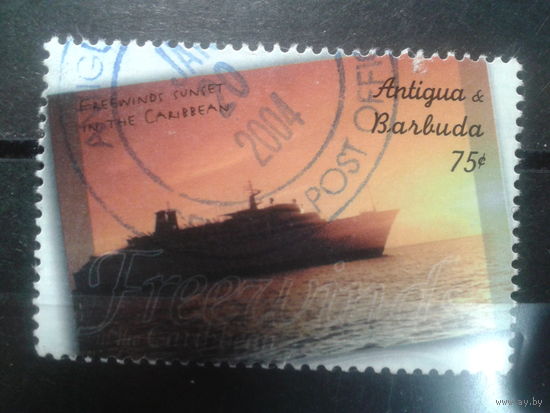 FREEWINDS SUNSET
IN THE CARIBBEAN
Antigua &
Barbuda
75¢
2004
POST OFFI
Freewinds
the Caribbean
www.ay.by